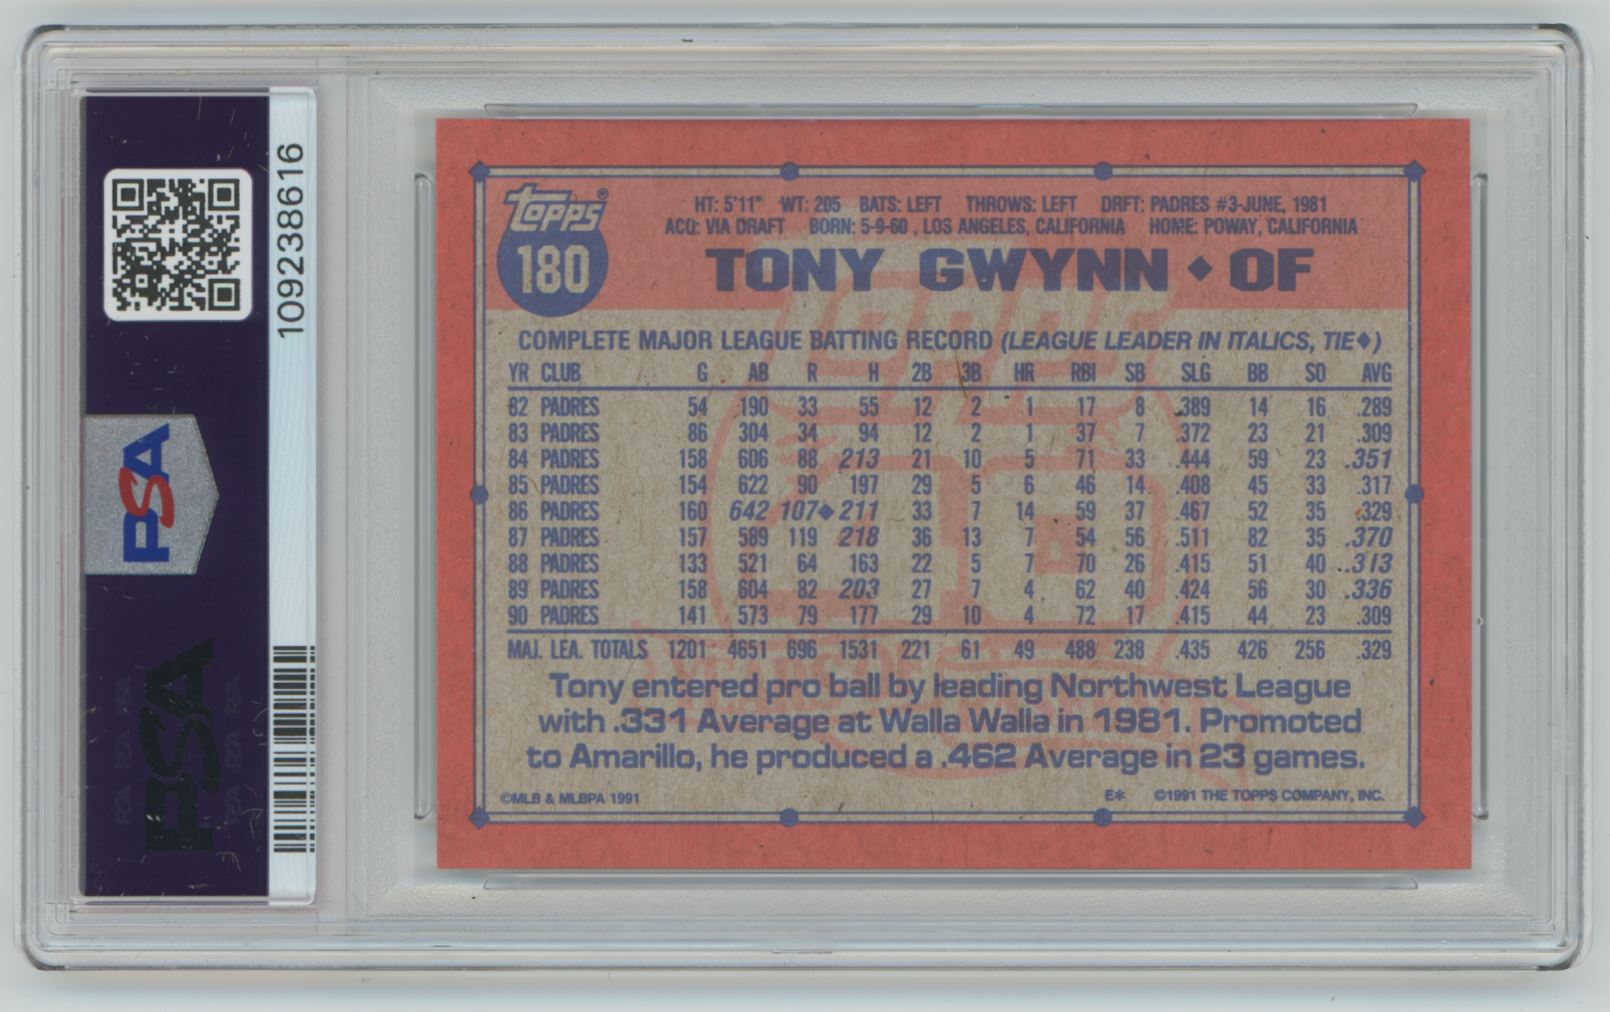 109238616
PSA
PSA
Topps®
180
HT: 5'11" WT: 205 BATS: LEFT THROWS: LEFT DRFT: PADRES #3-JUNE, 1981
ACQ: VIA DRAFT BORN: 5-9-60 , LOS ANGELES, CALIFORNIA HOME: POWAY, CALIFORNIA
TONY GWYNN ♦ OF
COMPLETE MAJOR LEAGUE BATTING RECORD (LEAGUE LEADER IN ITALICS, TIE♦)
YR CLUB G AB R H 2B 3B HR RBI SB SLG BB SO AVG
82 PADRES 54 190 33 55 12 2 1 17 8 .389 14 16 .289
83 PADRES 86 304 34 94 12 2 1 37 7 .372 23 21 .309
84 PADRES 158 606 88 213 21 10 5 71 33 .444 59 23 .351
85 PADRES 154 622 90 197 29 5 6 46 14 .408 45 33 .317
86 PADRES 160 642 107♦ 211 33 7 14 59 37 .467 52 35 .329
87 PADRES 157 589 119 218 36 13 7 54 56 .511 82 35 .370
88 PADRES 133 521 64 163 22 5 7 70 26 .415 51 40 .313
89 PADRES 158 604 82 203 27 7 4 62 40 .424 56 30 .336
90 PADRES 141 573 79 177 29 10 4 72 17 .415 44 23 .309
MAJ. LEA. TOTALS 1201 4651 696 1531 221 61 49 488 238 .435 426 256 .329
Tony entered pro ball by leading Northwest League
with .331 Average at Walla Walla in 1981. Promoted
to Amarillo, he produced a .462 Average in 23 games.
©MLB & MLBPA 1991 E* ©1991 THE TOPPS COMPANY, INC.